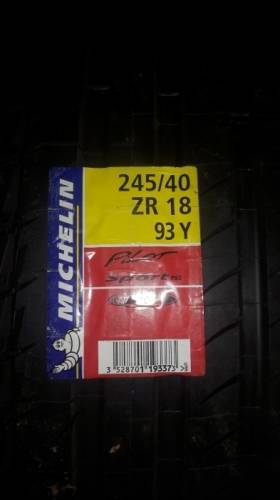 MICHELIN
245/40
ZR 18
93 Y
Pilot
Sport
3 528701 193373